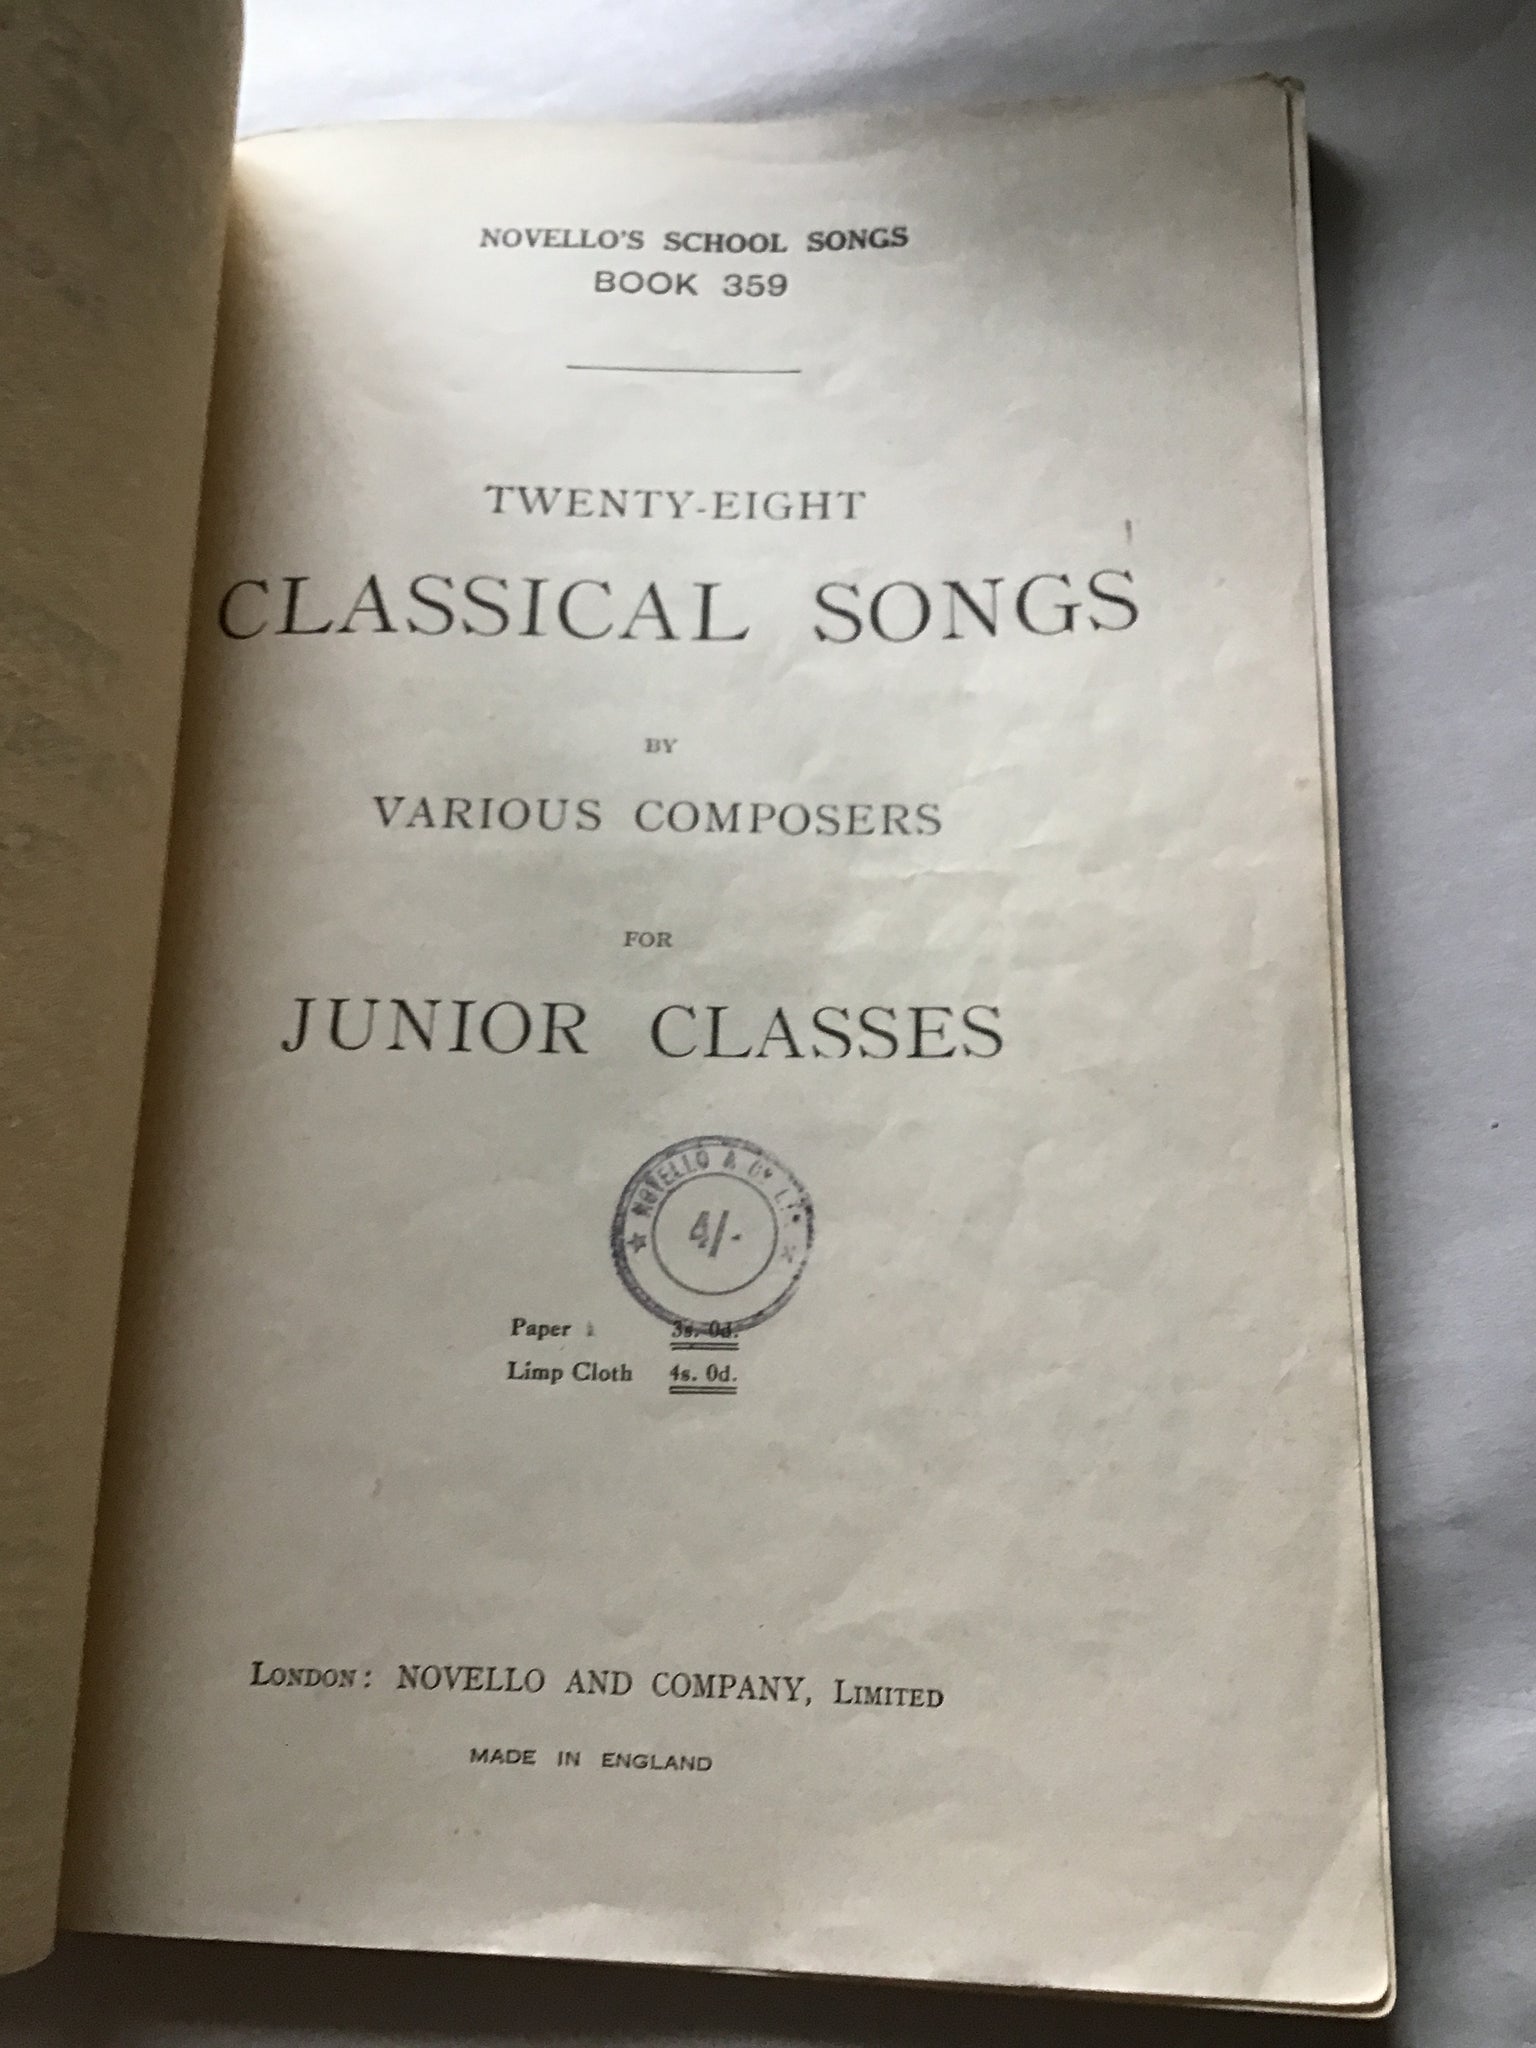 NOVELLO'S SCHOOL SONGS
BOOK 359
TWENTY-EIGHT
CLASSICAL SONGS
BY
VARIOUS COMPOSERS
FOR
JUNIOR CLASSES
NOVELLO & Co LTD
4/-
Paper 3s. 0d.
Limp Cloth 4s. 0d.
LONDON: NOVELLO AND COMPANY, LIMITED
MADE IN ENGLAND